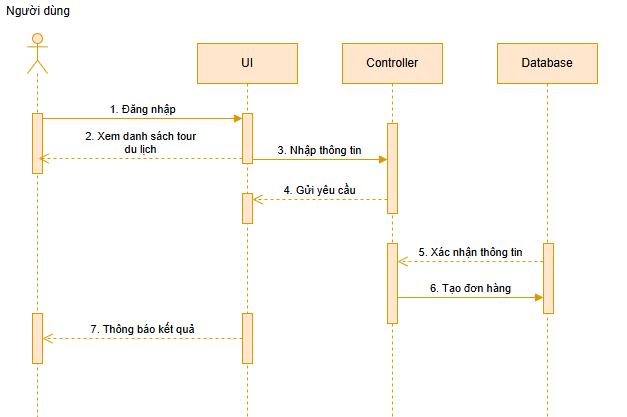 Người dùng
UI
Controller
Database
1. Đăng nhập
2. Xem danh sách tour
du lịch
3. Nhập thông tin
4. Gửi yêu cầu
5. Xác nhận thông tin
6. Tạo đơn hàng
7. Thông báo kết quả